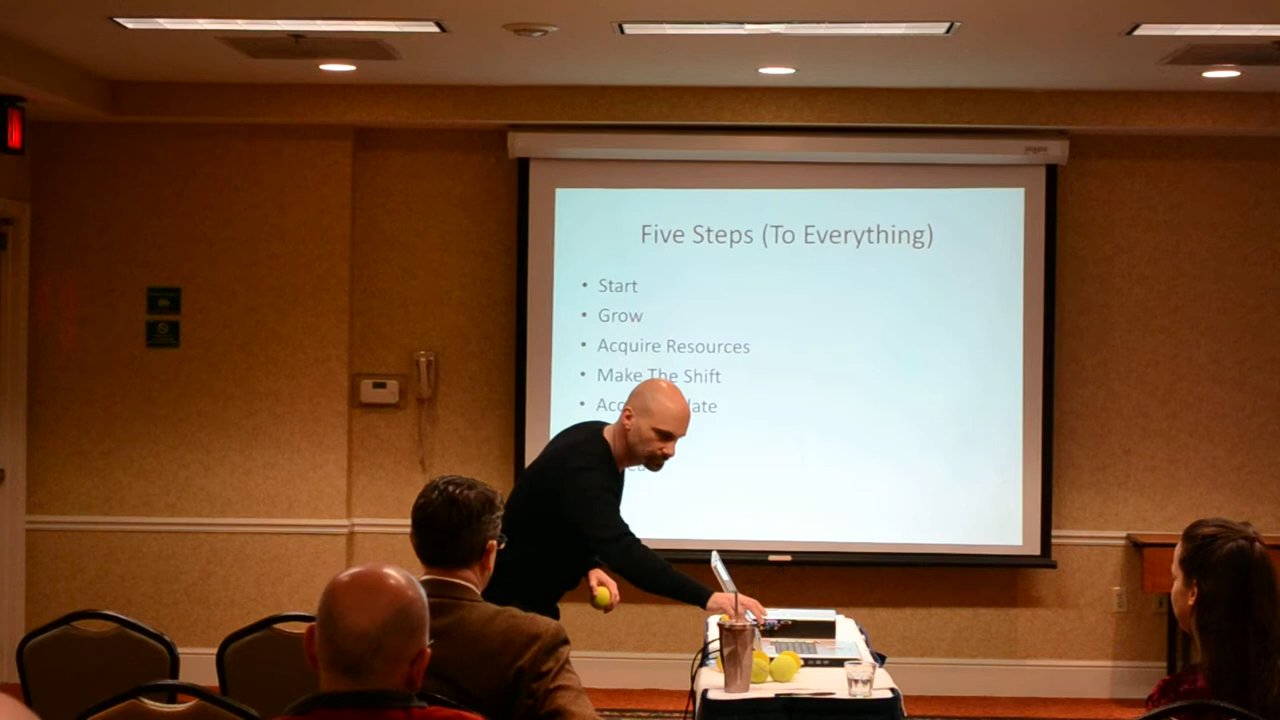 Five Steps (To Everything)
• Start
• Grow
• Acquire Resources
• Make The Shift